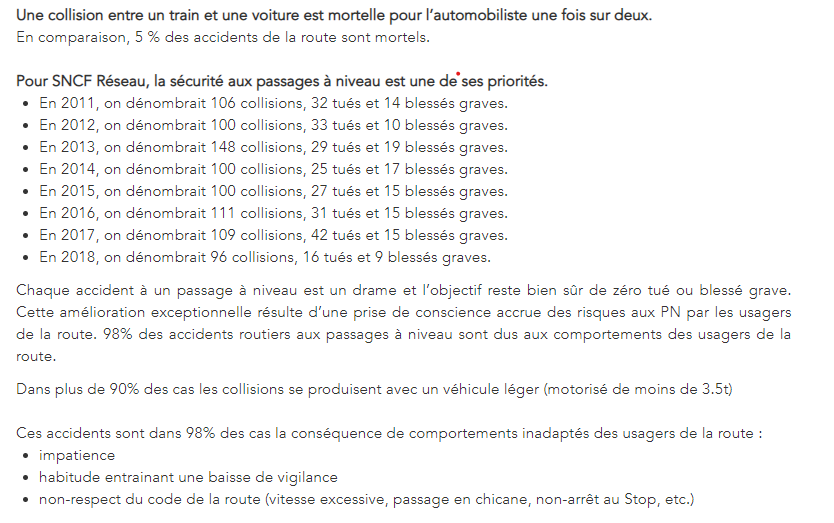 Une collision entre un train et une voiture est mortelle pour l’automobiliste une fois sur deux.
En comparaison, 5 % des accidents de la route sont mortels.
Pour SNCF Réseau, la sécurité aux passages à niveau est une de ses priorités.
• En 2011, on dénombrait 106 collisions, 32 tués et 14 blessés graves.
• En 2012, on dénombrait 100 collisions, 33 tués et 10 blessés graves.
• En 2013, on dénombrait 148 collisions, 29 tués et 19 blessés graves.
• En 2014, on dénombrait 100 collisions, 25 tués et 17 blessés graves.
• En 2015, on dénombrait 100 collisions, 27 tués et 15 blessés graves.
• En 2016, on dénombrait 111 collisions, 31 tués et 15 blessés graves.
• En 2017, on dénombrait 109 collisions, 42 tués et 15 blessés graves.
• En 2018, on dénombrait 96 collisions, 16 tués et 9 blessés graves.
Chaque accident à un passage à niveau est un drame et l’objectif reste bien sûr de zéro tué ou blessé grave.
Cette amélioration exceptionnelle résulte d’une prise de conscience accrue des risques aux PN par les usagers
de la route. 98% des accidents routiers aux passages à niveau sont dus aux comportements des usagers de la
route.
Dans plus de 90% des cas les collisions se produisent avec un véhicule léger (motorisé de moins de 3.5t)
Ces accidents sont dans 98% des cas la conséquence de comportements inadaptés des usagers de la route :
• impatience
• habitude entrainant une baisse de vigilance
• non-respect du code de la route (vitesse excessive, passage en chicane, non-arrêt au Stop, etc.)